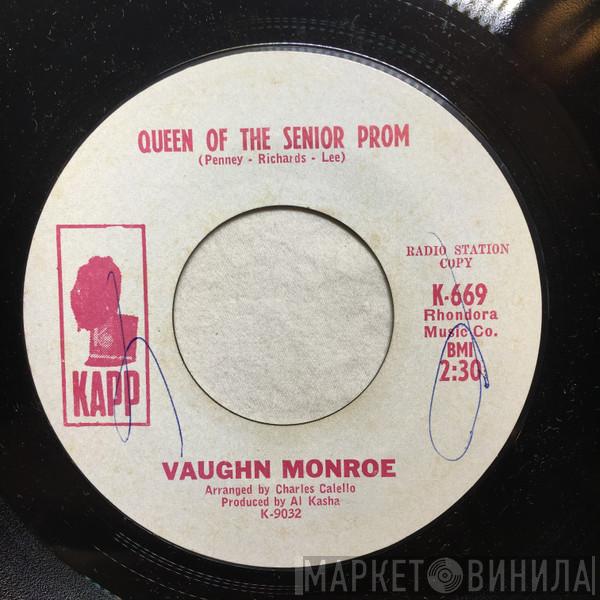 QUEEN OF THE SENIOR PROM
(Penney - Richards - Lee)
RADIO STATION
COPY
K-669
Rhondora
Music Co.
BMI
2:30
KAPP
VAUGHN MONROE
Arranged by Charles Calello
Produced by Al Kasha
K-9032
МАРКЕТ ВИНИЛА